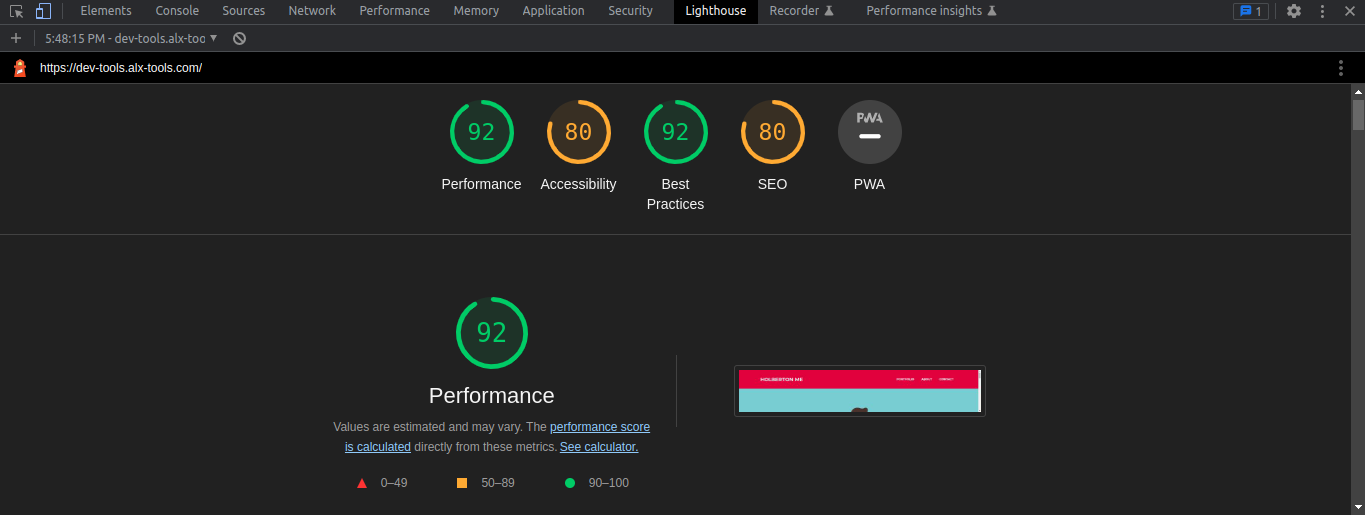 Elements Console Sources Network Performance Memory Application Security Lighthouse Recorder Performance insights 1
5:48:15 PM - dev-tools.alx-too
https://dev-tools.alx-tools.com/
92 80 92 80 PWA
Performance Accessibility Best Practices SEO PWA
92
Performance
Values are estimated and may vary. The performance score
is calculated directly from these metrics. See calculator.
0–49 50–89 90–100
HOLBERTON ME PORTFOLIO ABOUT CONTACT